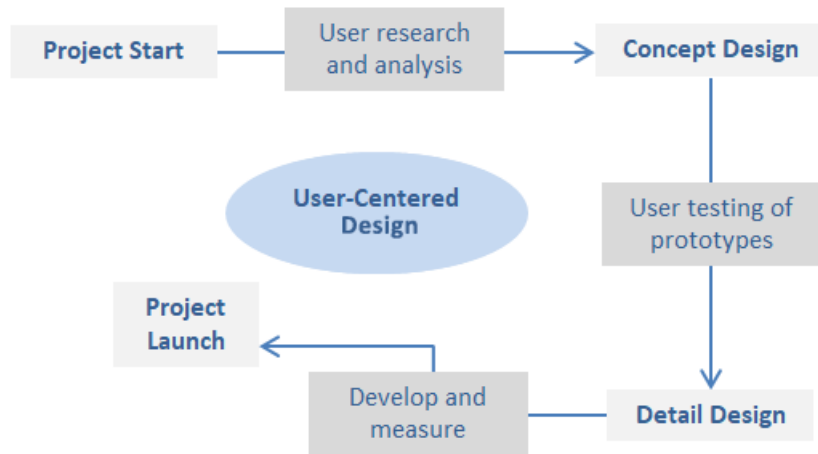 Project Start
User research
and analysis
Concept Design
User-Centered
Design
User testing of
prototypes
Project
Launch
Develop and
measure
Detail Design